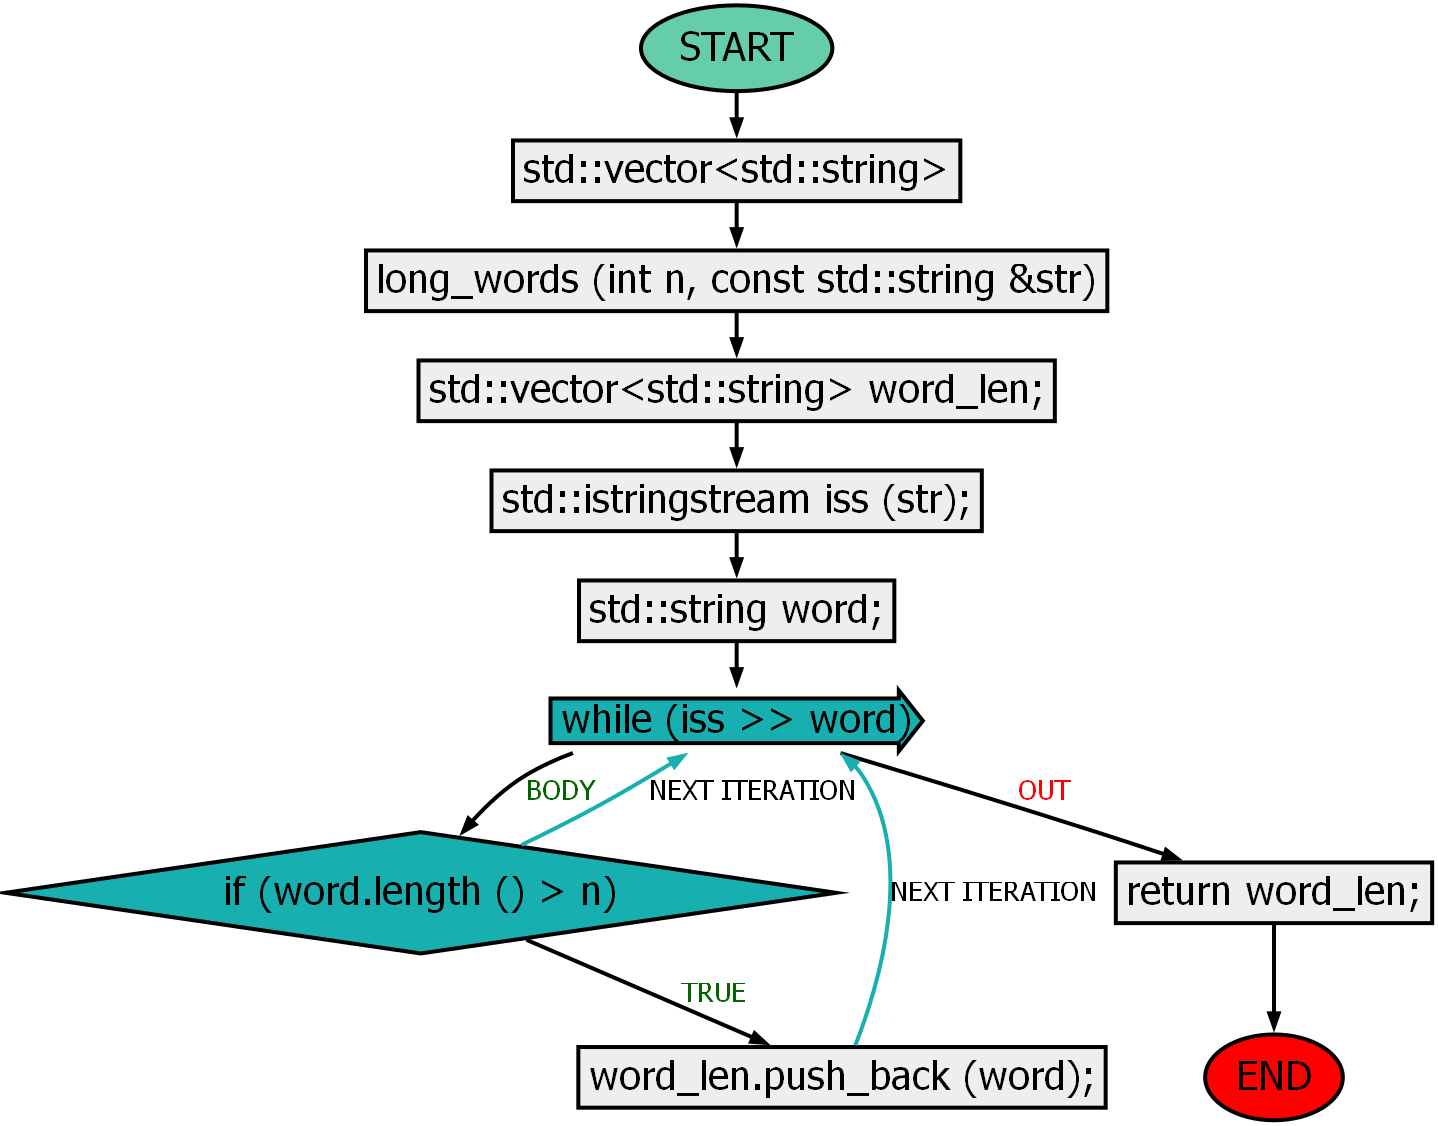 START
std::vector<std::string>
long_words (int n, const std::string &str)
std::vector<std::string> word_len;
std::istringstream iss (str);
std::string word;
while (iss >> word)
BODY
NEXT ITERATION
OUT
if (word.length () > n)
NEXT ITERATION
return word_len;
TRUE
word_len.push_back (word);
END